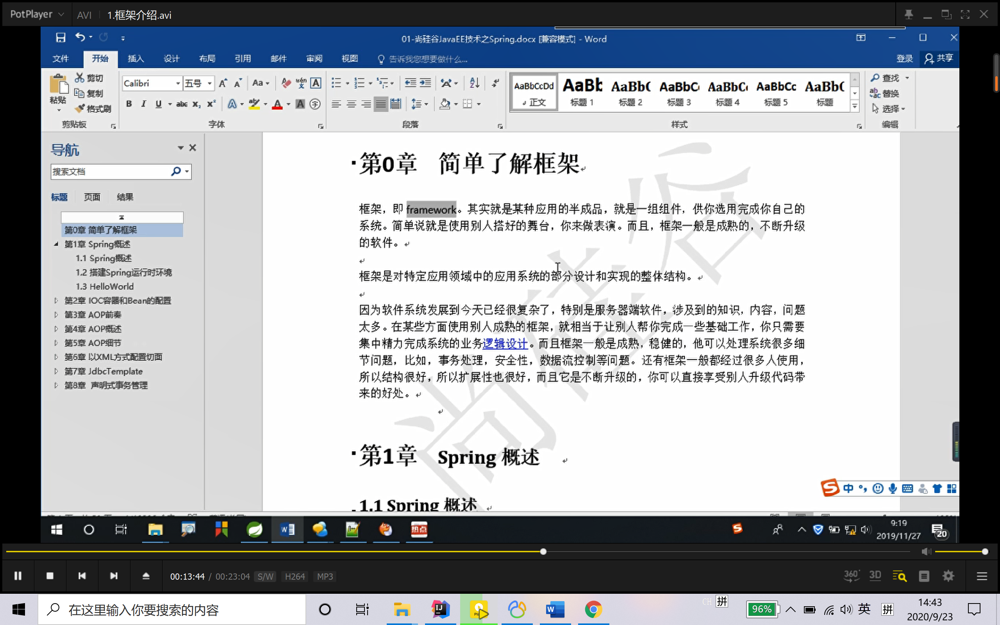 PotPlayer AVI 1.框架介绍.avi
01-尚硅谷JavaEE技术之Spring.docx [兼容模式] - Word
文件 开始 插入 设计 布局 引用 邮件 审阅 视图 告诉我您想要做什么... 登录 共享
粘贴 剪切 复制 格式刷
Calibri 五号
AaBbCcDd AaBb AaBbC AaBbC AaBbC AaBbCc AaBbC
正文 标题 1 标题 2 标题 3 标题 4 标题 5 标题
查找 替换 选择
剪贴板 字体 段落 样式 编辑
导航
搜索文档
标题 页面 结果
第0章 简单了解框架
第1章 Spring概述
1.1 Spring概述
1.2 搭建Spring运行时环境
1.3 HelloWorld
第2章 IOC容器和Bean的配置
第3章 AOP前奏
第4章 AOP概述
第5章 AOP细节
第6章 以XML方式配置切面
第7章 JdbcTemplate
第8章 声明式事务管理
第0章 简单了解框架
框架，即 framework。其实就是某种应用的半成品，就是一组组件，供你选用完成你自己的
系统。简单说就是使用别人搭好的舞台，你来做表演。而且，框架一般是成熟的，不断升级
的软件。
框架是对特定应用领域中的应用系统的部分设计和实现的整体结构。
因为软件系统发展到今天已经很复杂了，特别是服务器端软件，涉及到的知识，内容，问题
太多。在某些方面使用别人成熟的框架，就相当于让别人帮你完成一些基础工作，你只需要
集中精力完成系统的业务逻辑设计。而且框架一般是成熟，稳健的，他可以处理系统很多细
节问题，比如，事务处理，安全性，数据流控制等问题。还有框架一般都经过很多人使用，
所以结构很好，所以扩展性也很好，而且它是不断升级的，你可以直接享受别人升级代码带
来的好处。
第1章 Spring 概述
1.1 Spring 概述
尚硅谷
中
热点
9:19
2019/11/27
20
00:13:44 / 00:23:04 S/W H264 MP3
360° 3D
在这里输入你要搜索的内容
CH 拼
96%
英 拼
14:43
2020/9/23